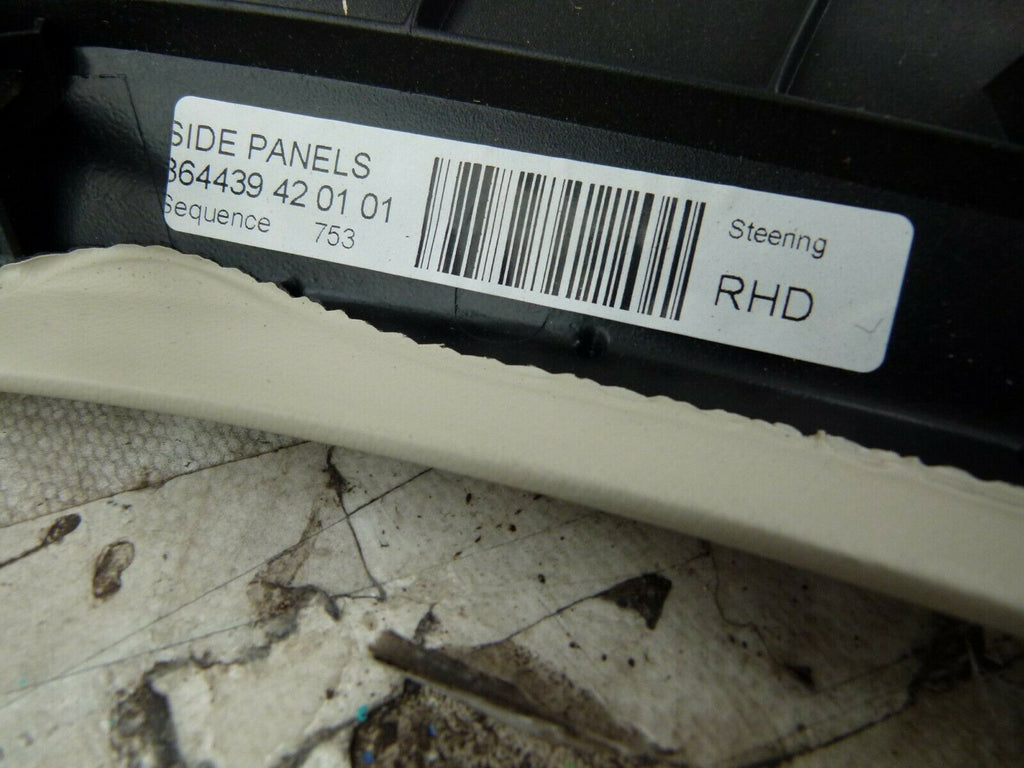 SIDE PANELS
364439 42 01 01
Sequence 753
Steering
RHD